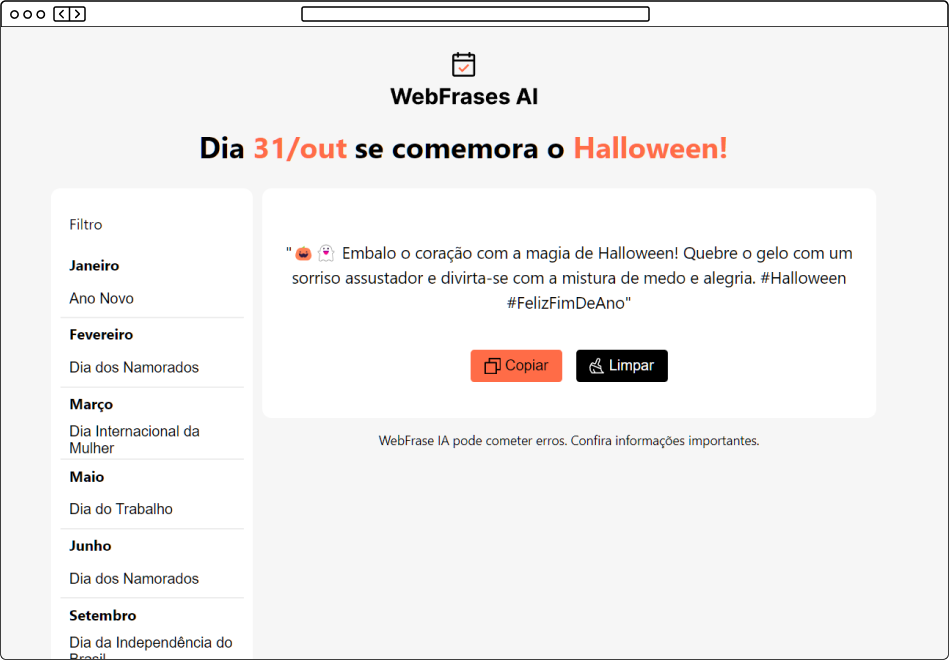 WebFrases AI
Dia 31/out se comemora o Halloween!
Filtro
Janeiro
Ano Novo
Fevereiro
Dia dos Namorados
Março
Dia Internacional da
Mulher
Maio
Dia do Trabalho
Junho
Dia dos Namorados
Setembro
Dia da Independência do
Brasil
"🎃 👻 Embalo o coração com a magia de Halloween! Quebre o gelo com um
sorriso assustador e divirta-se com a mistura de medo e alegria. #Halloween
#FelizFimDeAno"
Copiar
Limpar
WebFrase IA pode cometer erros. Confira informações importantes.